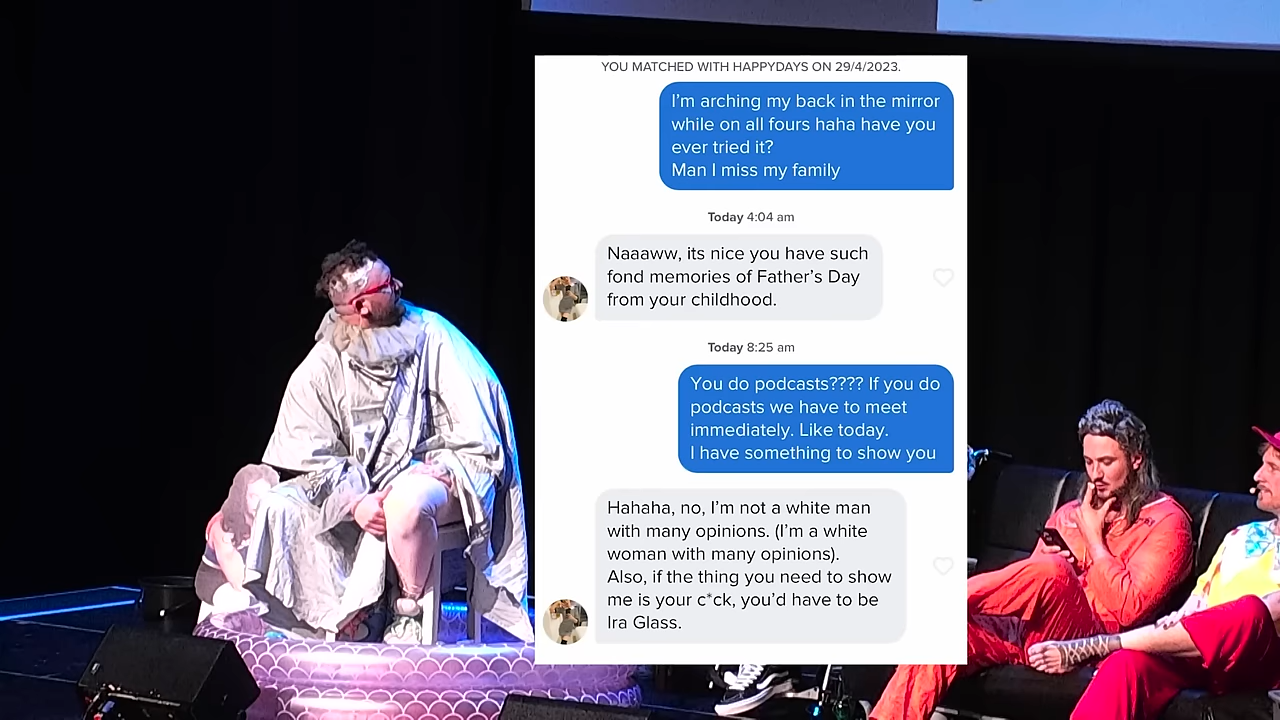 YOU MATCHED WITH HAPPYDAYS ON 29/4/2023.
I'm arching my back in the mirror
while on all fours haha have you
ever tried it?
Man I miss my family
Today 4:04 am
Naaaww, its nice you have such
fond memories of Father's Day
from your childhood.
Today 8:25 am
You do podcasts???? If you do
podcasts we have to meet
immediately. Like today.
I have something to show you
Hahaha, no, I'm not a white man
with many opinions. (I'm a white
woman with many opinions).
Also, if the thing you need to show
me is your c*ck, you'd have to be
Ira Glass.